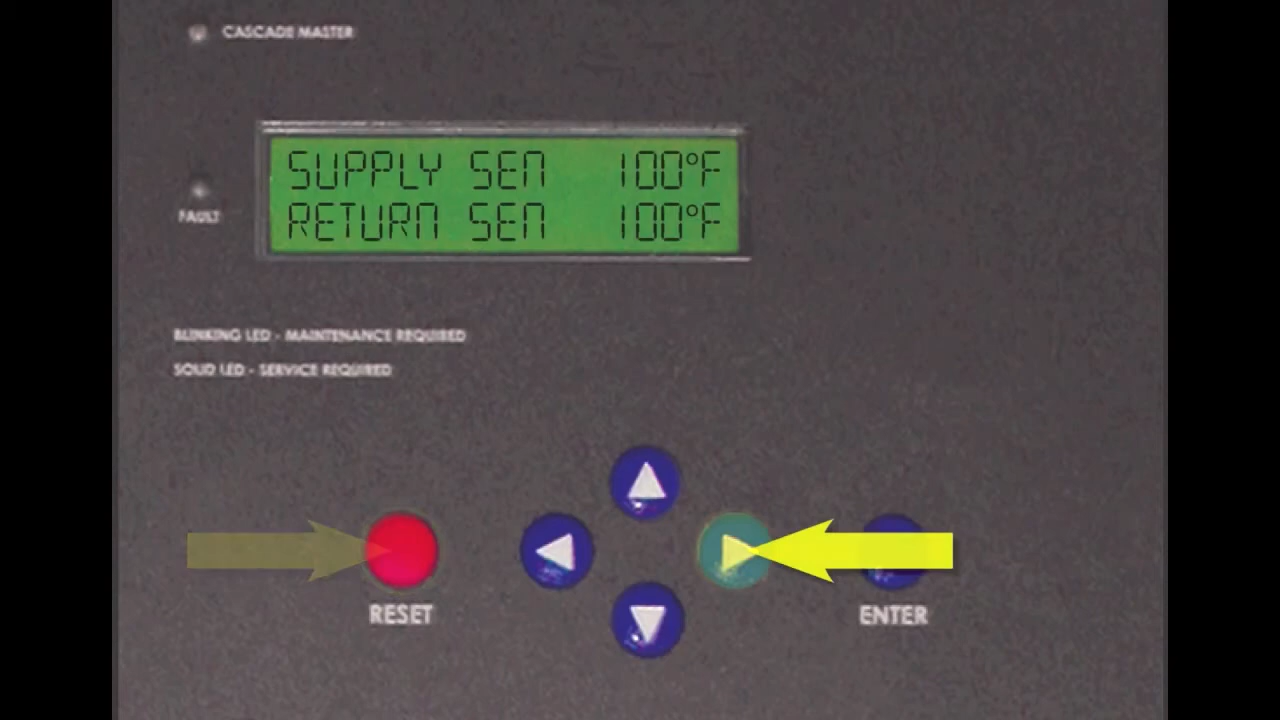 CASCADE MASTER
SUPPLY SEN 100°F
RETURN SEN 100°F
FAULT
BLINKING LED - MAINTENANCE REQUIRED
SOLID LED - SERVICE REQUIRED
RESET
ENTER